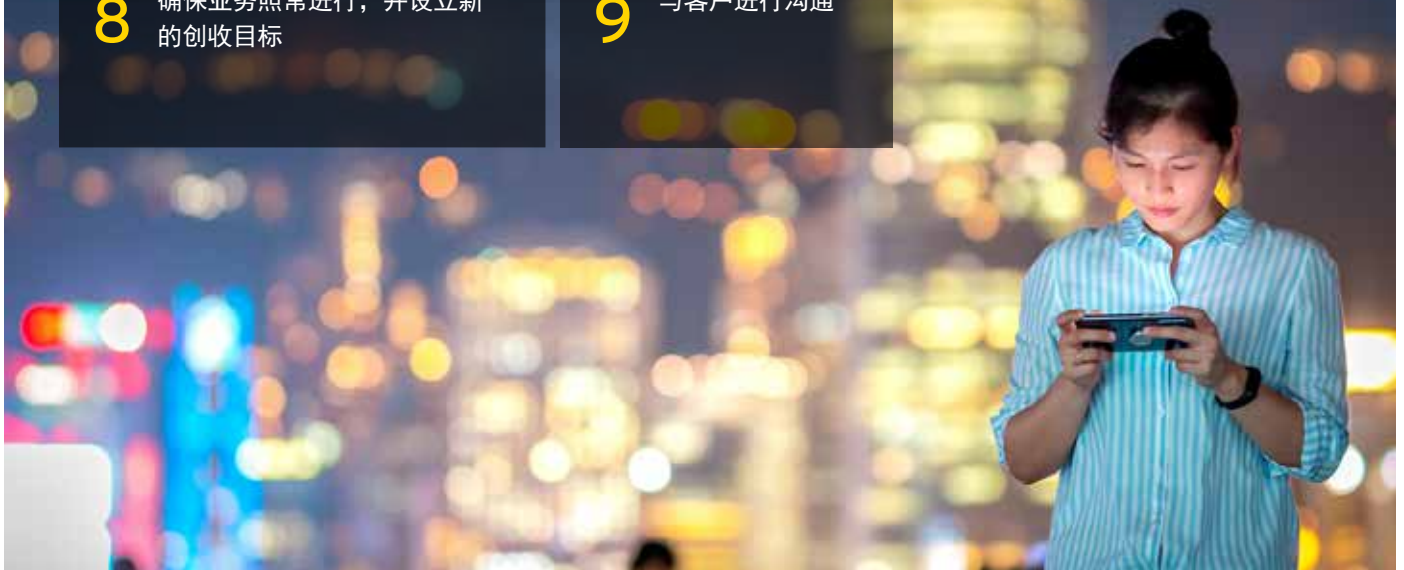 8
确保业务照常进行，并设立新
的创收目标
9
与客户进行沟通